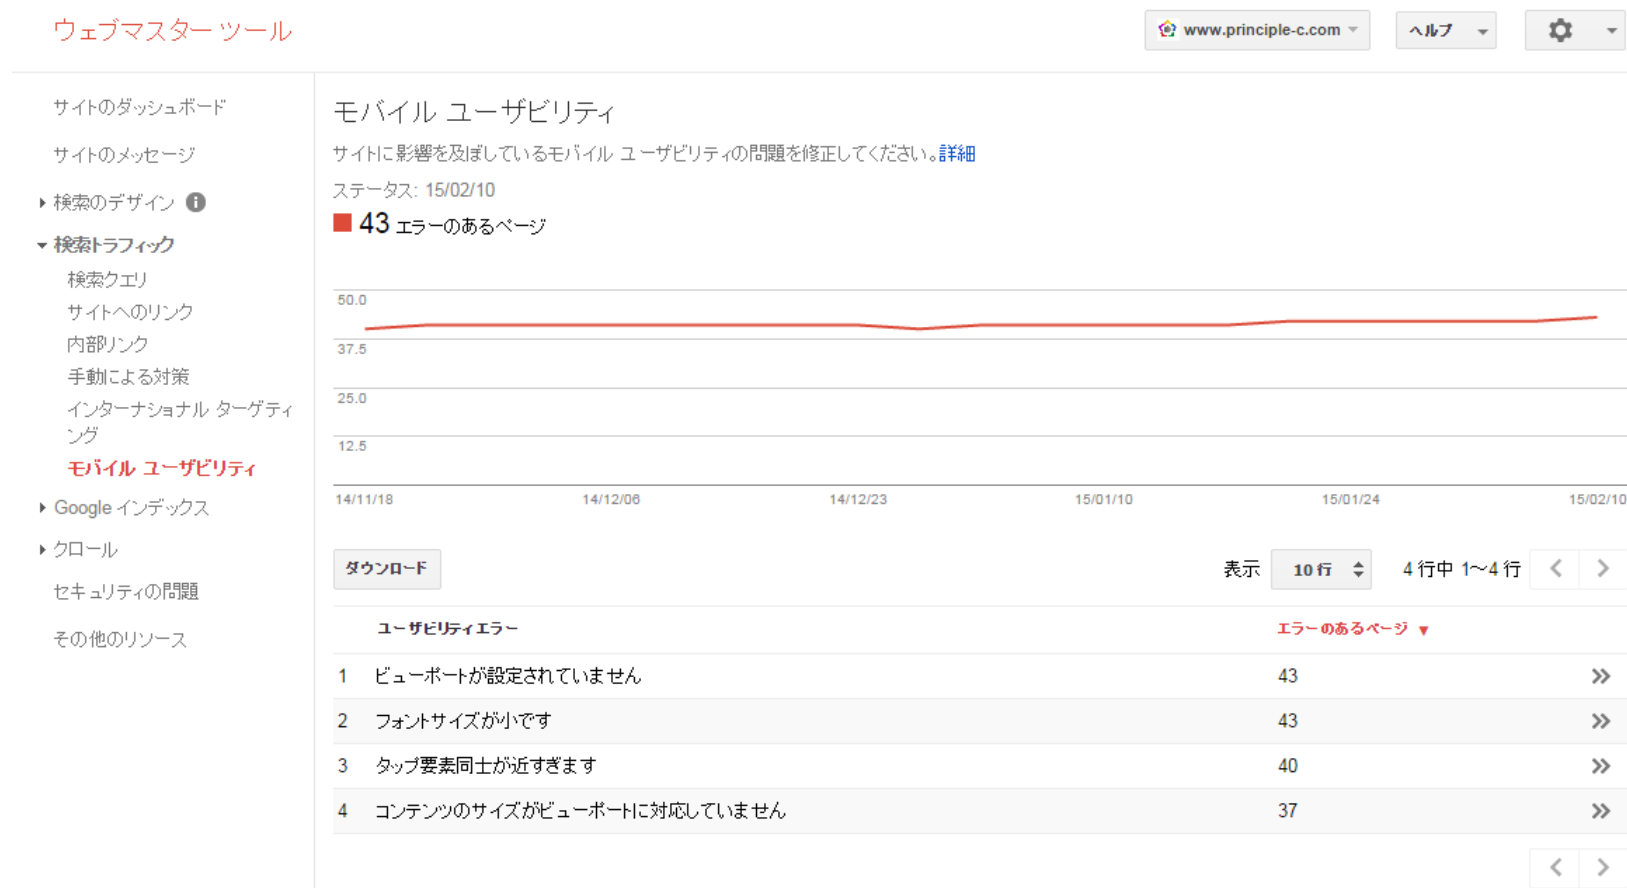 ウェブマスター ツール
www.principle-c.com
ヘルプ
サイトのダッシュボード
サイトのメッセージ
検索のデザイン
検索トラフィック
検索クエリ
サイトへのリンク
内部リンク
手動による対策
インターナショナル ターゲティ
ング
モバイル ユーザビリティ
Google インデックス
クロール
セキュリティの問題
その他のリソース
モバイル ユーザビリティ
サイトに影響を及ぼしているモバイル ユーザビリティの問題を修正してください。詳細
ステータス: 15/02/10
43 エラーのあるページ
50.0
37.5
25.0
12.5
14/11/18 14/12/06 14/12/23 15/01/10 15/01/24 15/02/10
ダウンロード 表示 10 行 4 行中 1～4 行
ユーザビリティエラー エラーのあるページ ▼
1 ビューポートが設定されていません 43
2 フォントサイズが小です 43
3 タップ要素同士が近すぎます 40
4 コンテンツのサイズがビューポートに対応していません 37